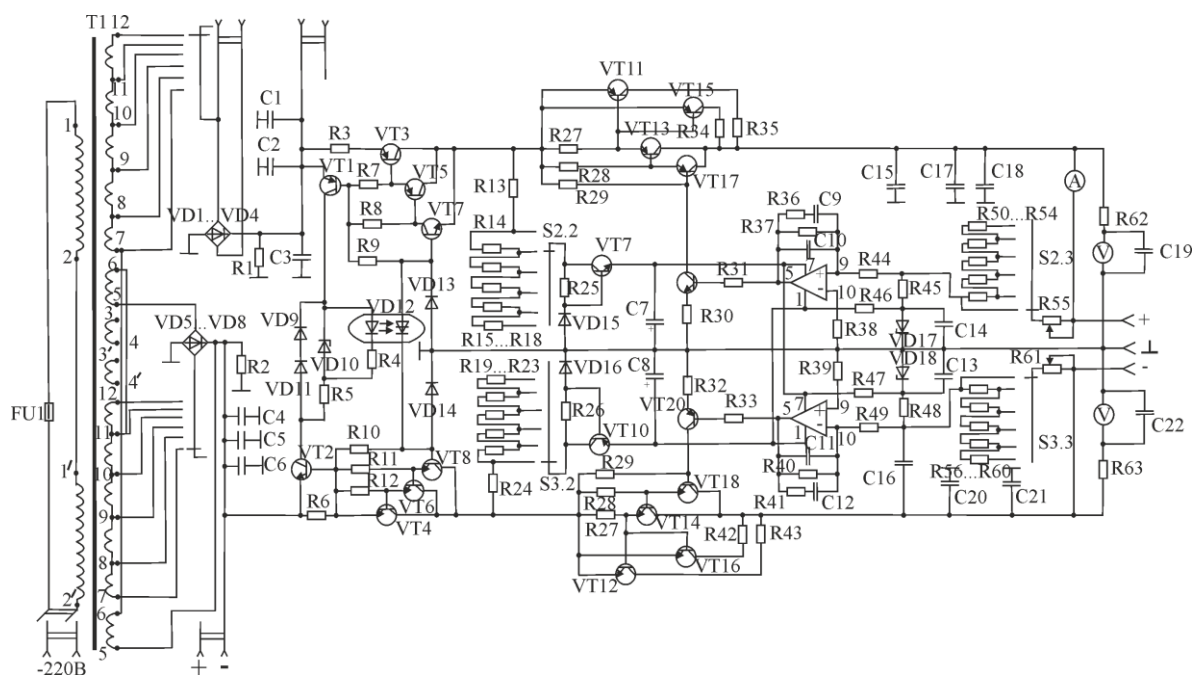 T1 12
11
10
9
8
7
6
5
3
4
3'
4'
12
11
10
9
8
7
6
5
1
2
1'
2'
FU1
-220В
+ -
VD1...VD4
VD5...VD8
R1
R2
C1
C2
C3
C4
C5
C6
R3
VT3
VT1
R7
VT5
R8
VT7
R9
VD12
VD13
VD9
VD10
VD11
R4
R5
VD14
VT2
R10
R11
R12
VT8
VT6
R6
VT4
R13
R14
S2.2
R15...R18
R19...R23
S3.2
R24
VT7
R25
VD15
VD16
R26
VT10
C7
C8
VT11
VT15
R27
VT13
R34
R35
R28
VT17
R29
R31
R30
R32
VT20
R33
R29
R28
VT18
R27
VT14
VT12
VT16
R42
R43
R36
C9
R37
C10
5
+
-
9
10
1
R44
R46
R45
R38
VD17
VD18
C14
C13
R39
R47
R48
R49
5
7
+
-
9
10
1
C11
R40
R41
C12
C16
C15
C17
C18
A
R50...R54
S2.3
R55
R61
S3.3
R56...R60
C20
C21
R62
V
C19
+
⊥
-
V
C22
R63